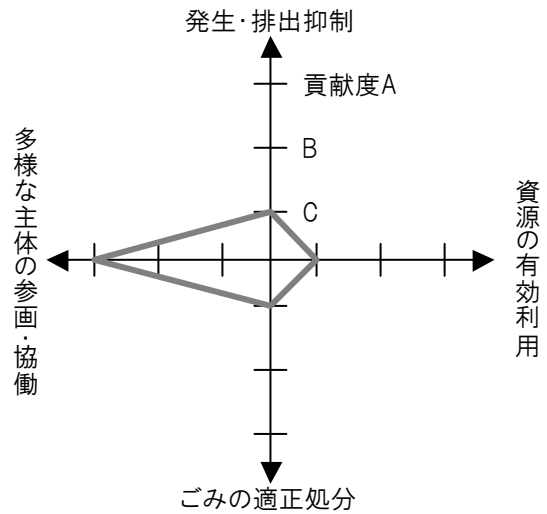 発生・排出抑制
貢献度A
B
C
多様な主体の参画・協働
資源の有効利用
ごみの適正処分